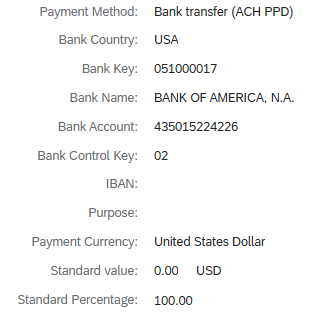 Payment Method: Bank transfer (ACH PPD)
Bank Country: USA
Bank Key: 051000017
Bank Name: BANK OF AMERICA, N.A.
Bank Account: 435015224226
Bank Control Key: 02
IBAN:
Purpose:
Payment Currency: United States Dollar
Standard value: 0.00 USD
Standard Percentage: 100.00